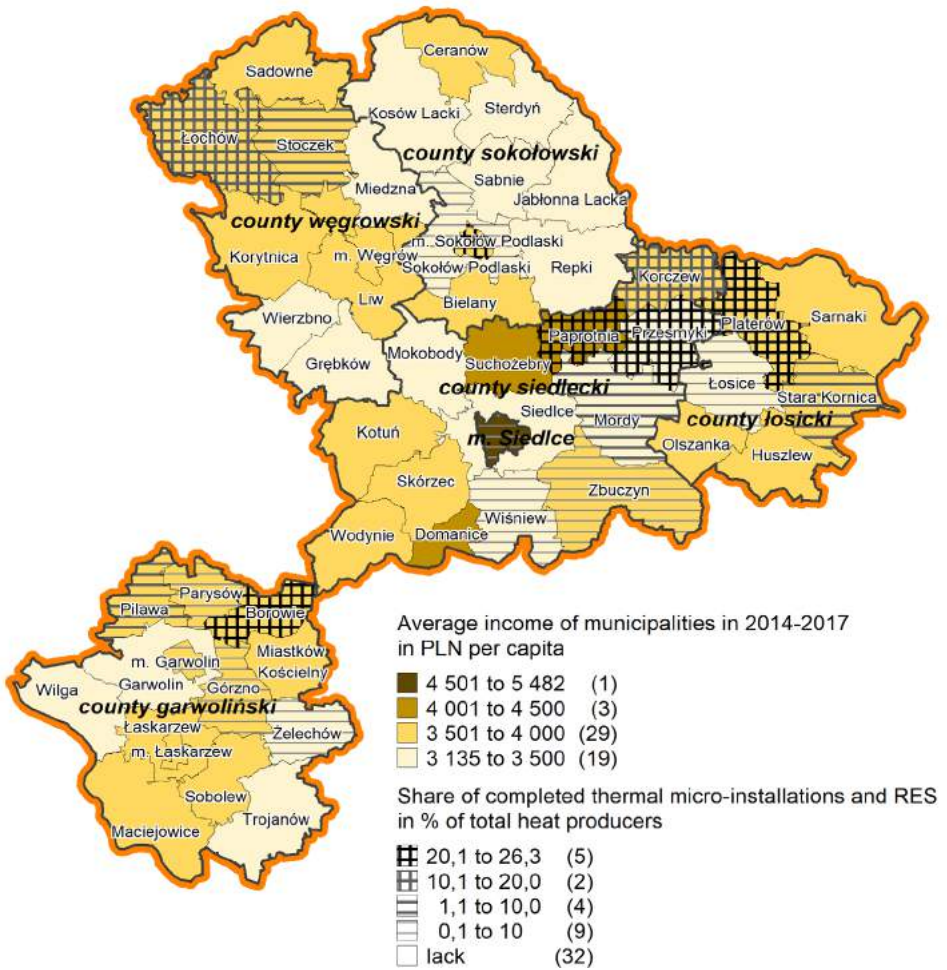 Ceranów
Sadowne
Sterdyń
Kosów Lacki
Łochów
Stoczek
county sokołowski
Sabnie
Miedzna
Jabłonna Lacka
county węgrowski
m. Sokołów Podlaski
m. Węgrów
Korytnica
Sokołów Podlaski
Repki
Korczew
Liw
Bielany
Sarnaki
Wierzbno
Paprotnia
Przesmyki
Platerów
Mokobody
Grębków
Suchożebry
Łosice
county siedlecki
Stara Kornica
Siedlce
Mordy
county łosicki
Kotuń
m. Siedlce
Olszanka
Huszlew
Skórzec
Zbuczyn
Wiśniew
Wodynie
Domanice
Parysów
Pilawa
Borowie
Miastków
Kościelny
m. Garwolin
Garwolin
Wilga
Górzno
county garwoliński
Łaskarzew
Żelechów
m. Łaskarzew
Sobolew
Trojanów
Maciejowice
Average income of municipalities in 2014-2017
in PLN per capita
4 501 to 5 482 (1)
4 001 to 4 500 (3)
3 501 to 4 000 (29)
3 135 to 3 500 (19)
Share of completed thermal micro-installations and RES
in % of total heat producers
20,1 to 26,3 (5)
10,1 to 20,0 (2)
1,1 to 10,0 (4)
0,1 to 10 (9)
lack (32)